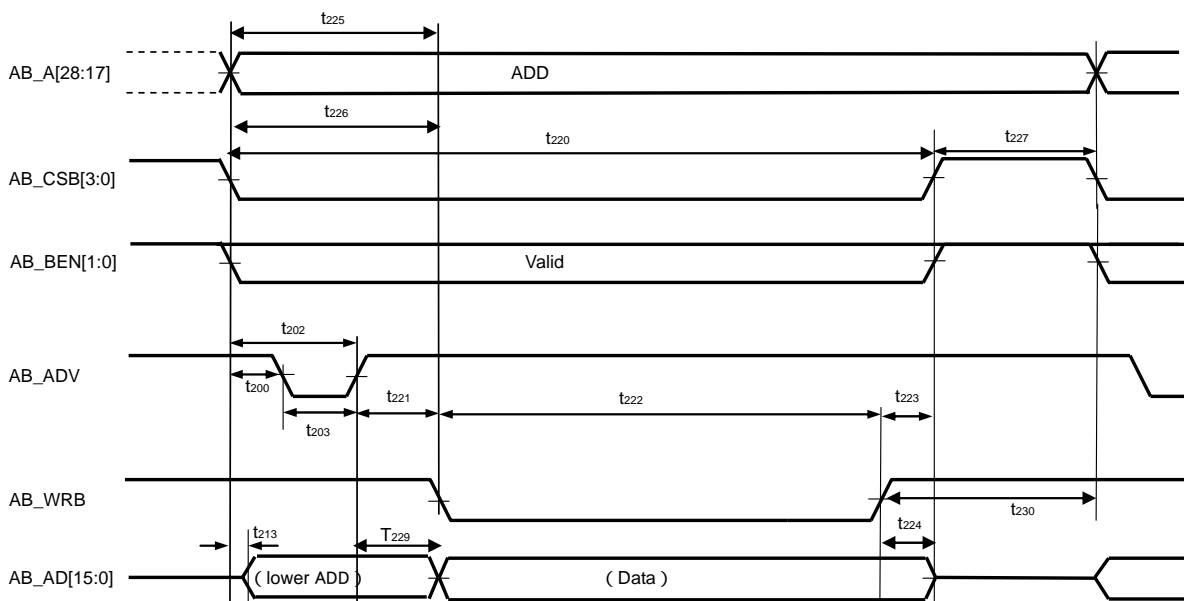 t225
AB_A[28:17] ADD
t226
t220 t227
AB_CSB[3:0]
AB_BEN[1:0] Valid
t202
AB_ADV
t200 t221 t222 t223
t203
AB_WRB
t230
t213 T229 t224
AB_AD[15:0] (lower ADD) (Data)